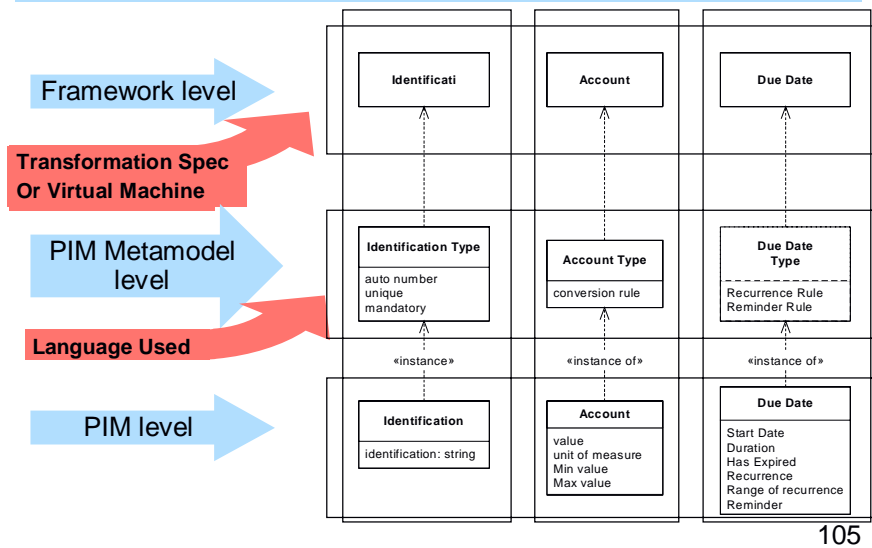 Framework level
Identificati
Account
Due Date
Transformation Spec
Or Virtual Machine
PIM Metamodel
level
Identification Type
auto number
unique
mandatory
Account Type
conversion rule
Due Date
Type
Recurrence Rule
Reminder Rule
Language Used
«instance»
«instance of»
«instance of»
PIM level
Identification
identification: string
Account
value
unit of measure
Min value
Max value
Due Date
Start Date
Duration
Has Expired
Recurrence
Range of recurrence
Reminder
105